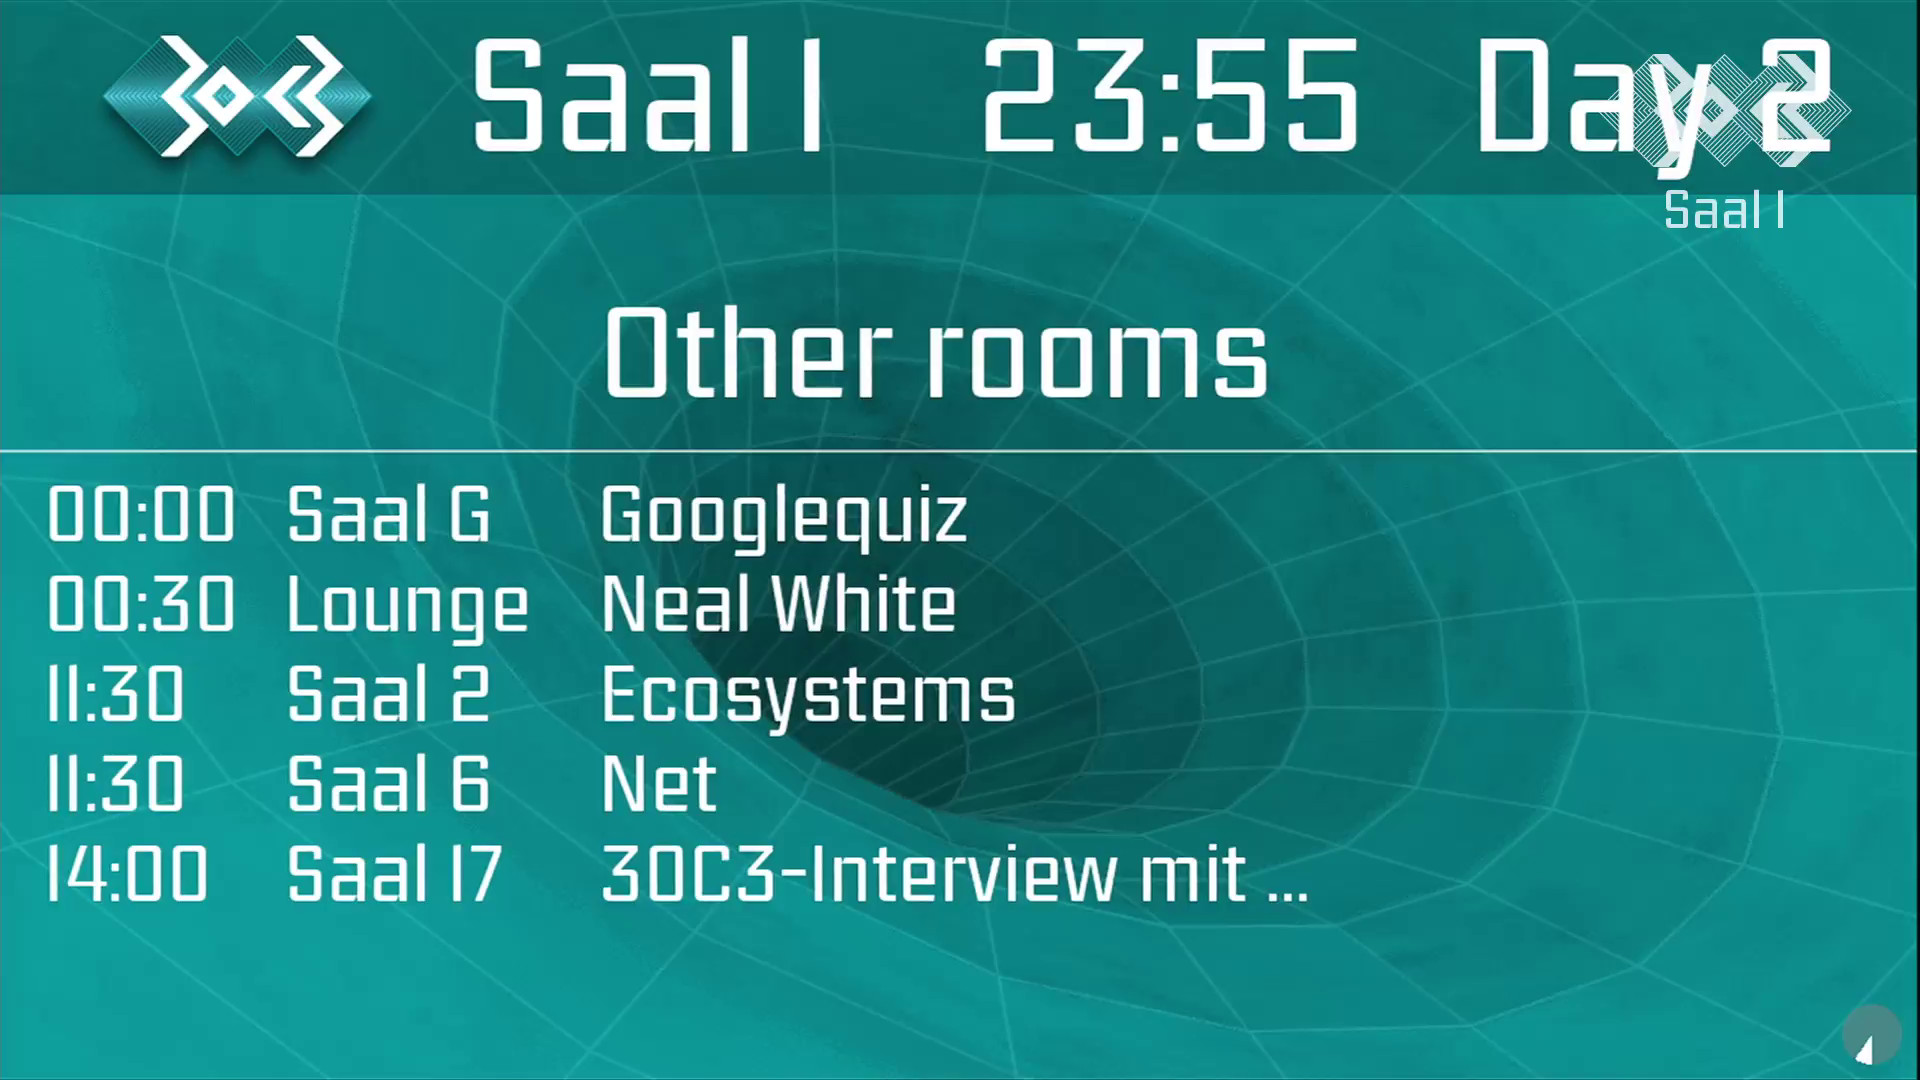 30C3 Saal 1 23:55 Day 2
Saal 1
Other rooms
00:00 Saal G Googlequiz
00:30 Lounge Neal White
11:30 Saal 2 Ecosystems
11:30 Saal 6 Net
14:00 Saal 17 30C3-Interview mit ...